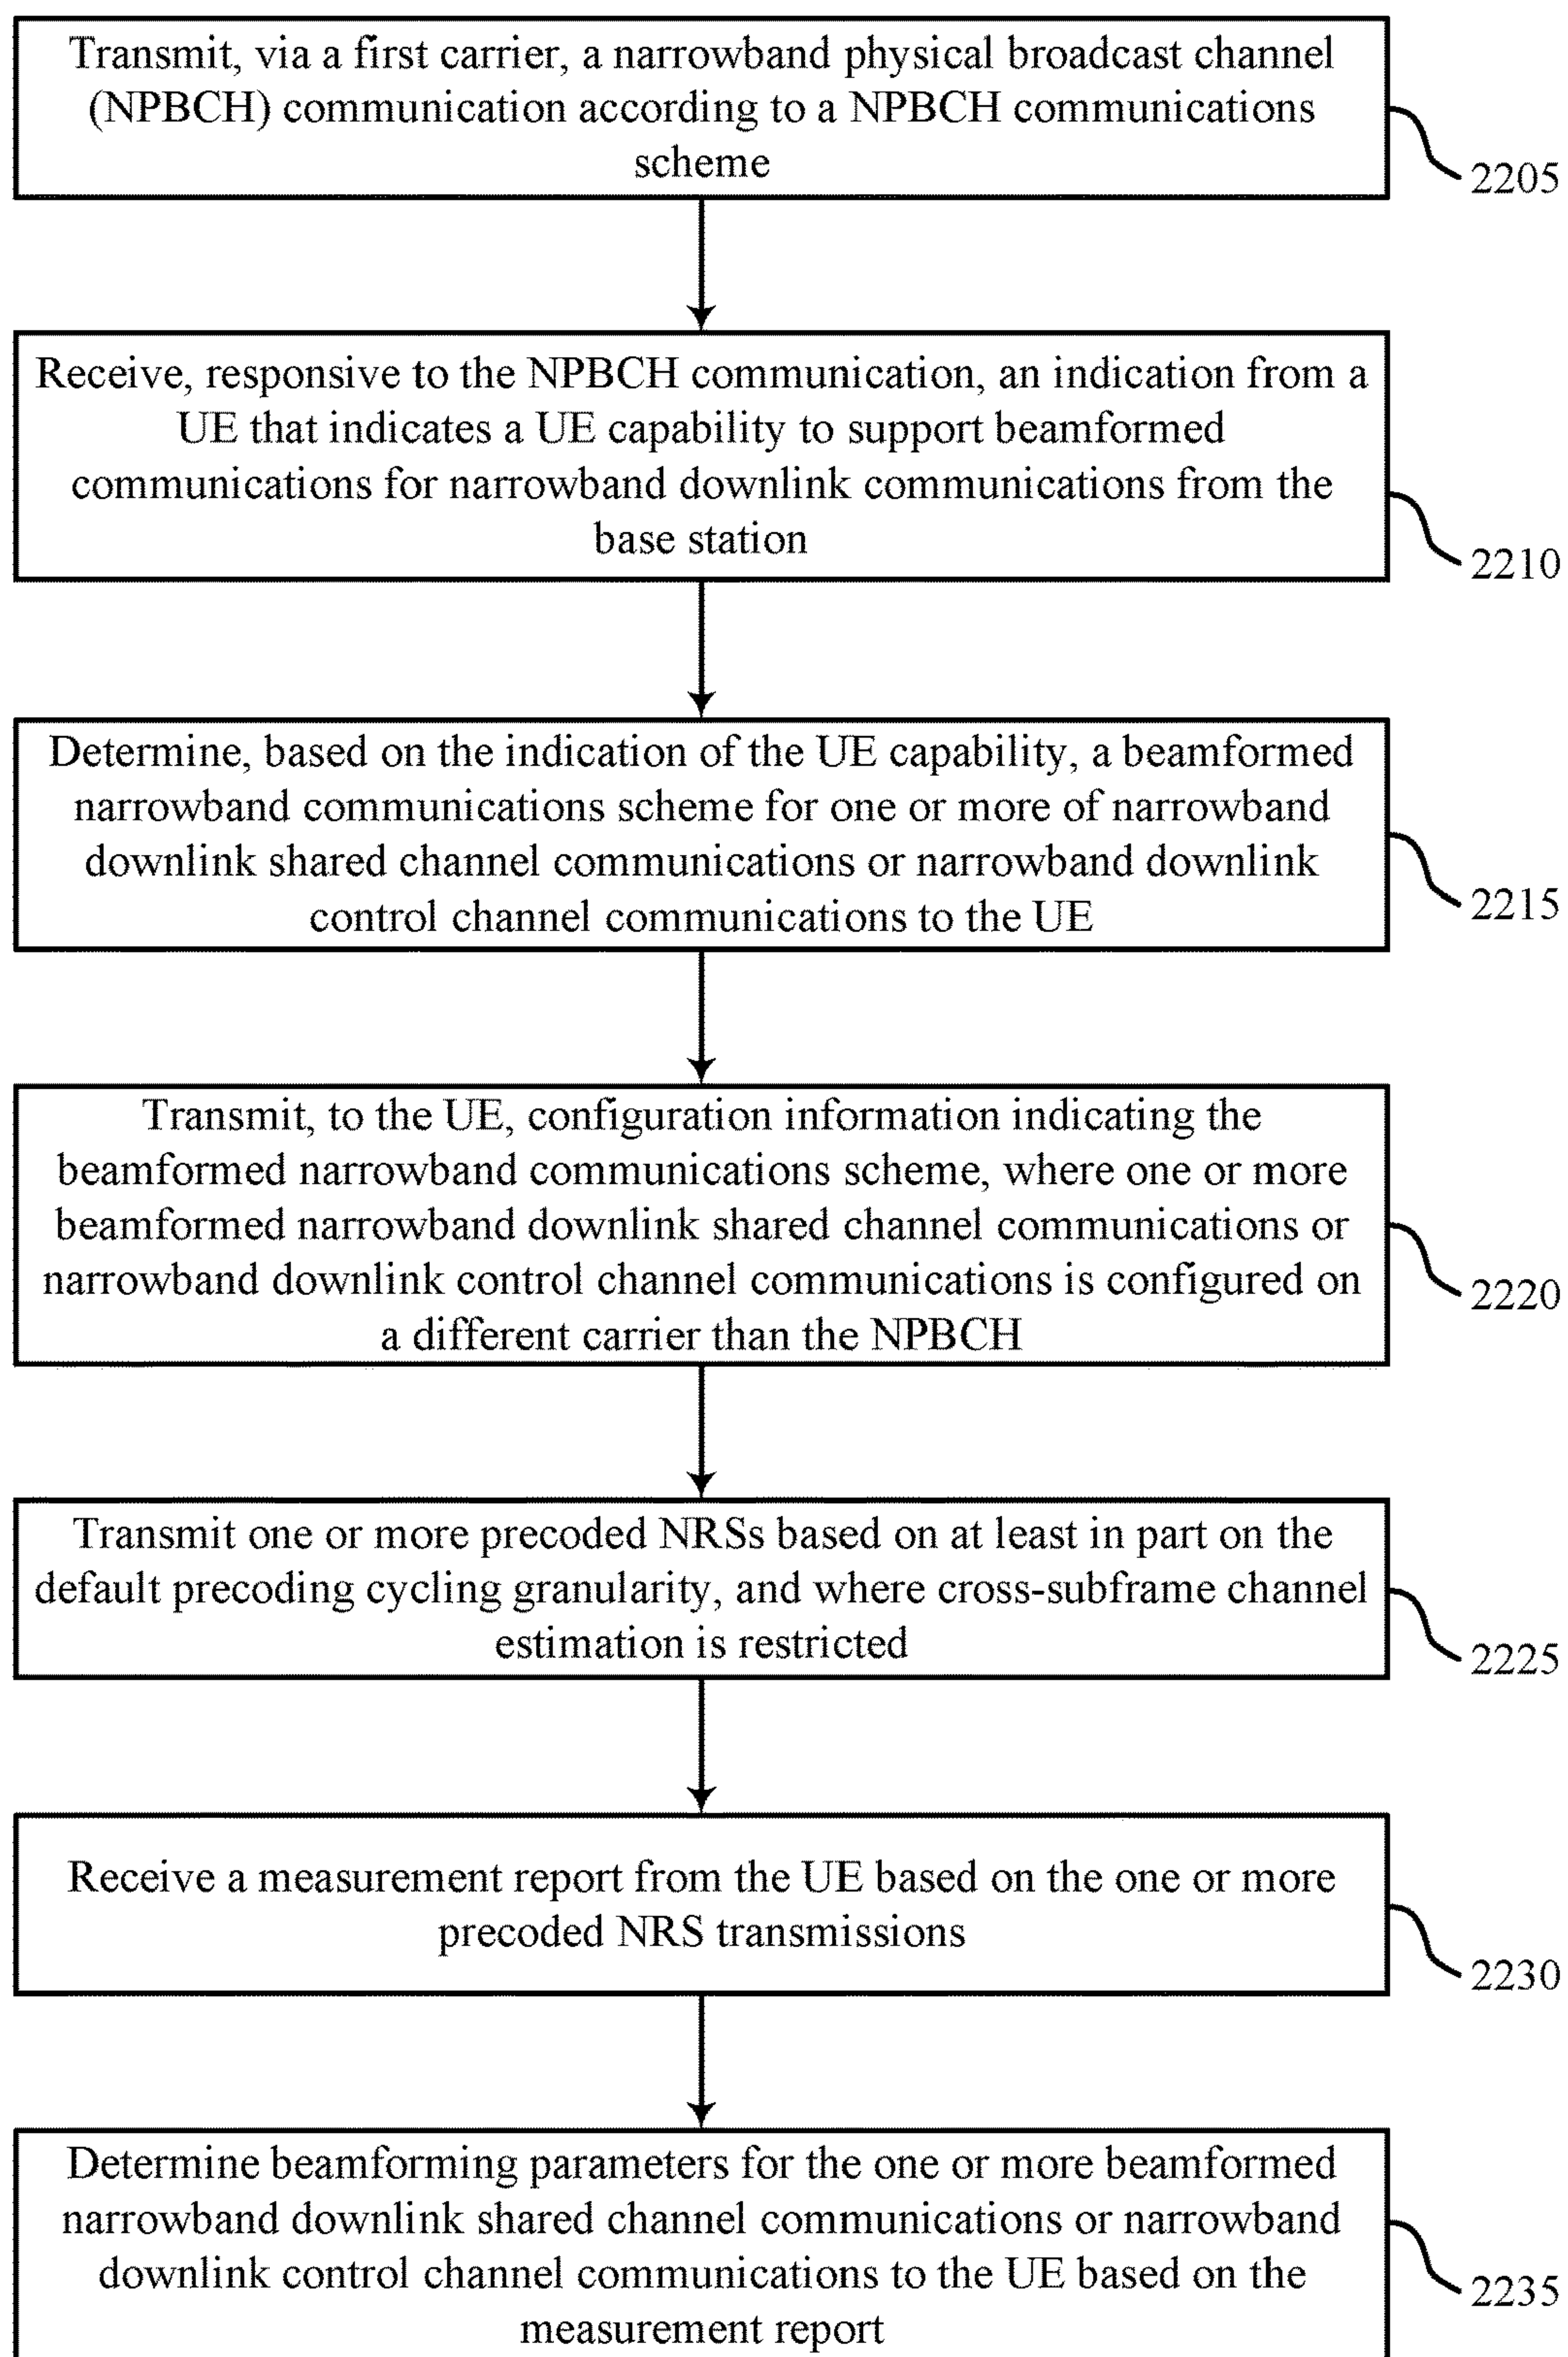 Transmit, via a first carrier, a narrowband physical broadcast channel
(NPBCH) communication according to a NPBCH communications
scheme
2205
Receive, responsive to the NPBCH communication, an indication from a
UE that indicates a UE capability to support beamformed
communications for narrowband downlink communications from the
base station
2210
Determine, based on the indication of the UE capability, a beamformed
narrowband communications scheme for one or more of narrowband
downlink shared channel communications or narrowband downlink
control channel communications to the UE
2215
Transmit, to the UE, configuration information indicating the
beamformed narrowband communications scheme, where one or more
beamformed narrowband downlink shared channel communications or
narrowband downlink control channel communications is configured on
a different carrier than the NPBCH
2220
Transmit one or more precoded NRSs based on at least in part on the
default precoding cycling granularity, and where cross-subframe channel
estimation is restricted
2225
Receive a measurement report from the UE based on the one or more
precoded NRS transmissions
2230
Determine beamforming parameters for the one or more beamformed
narrowband downlink shared channel communications or narrowband
downlink control channel communications to the UE based on the
measurement report
2235